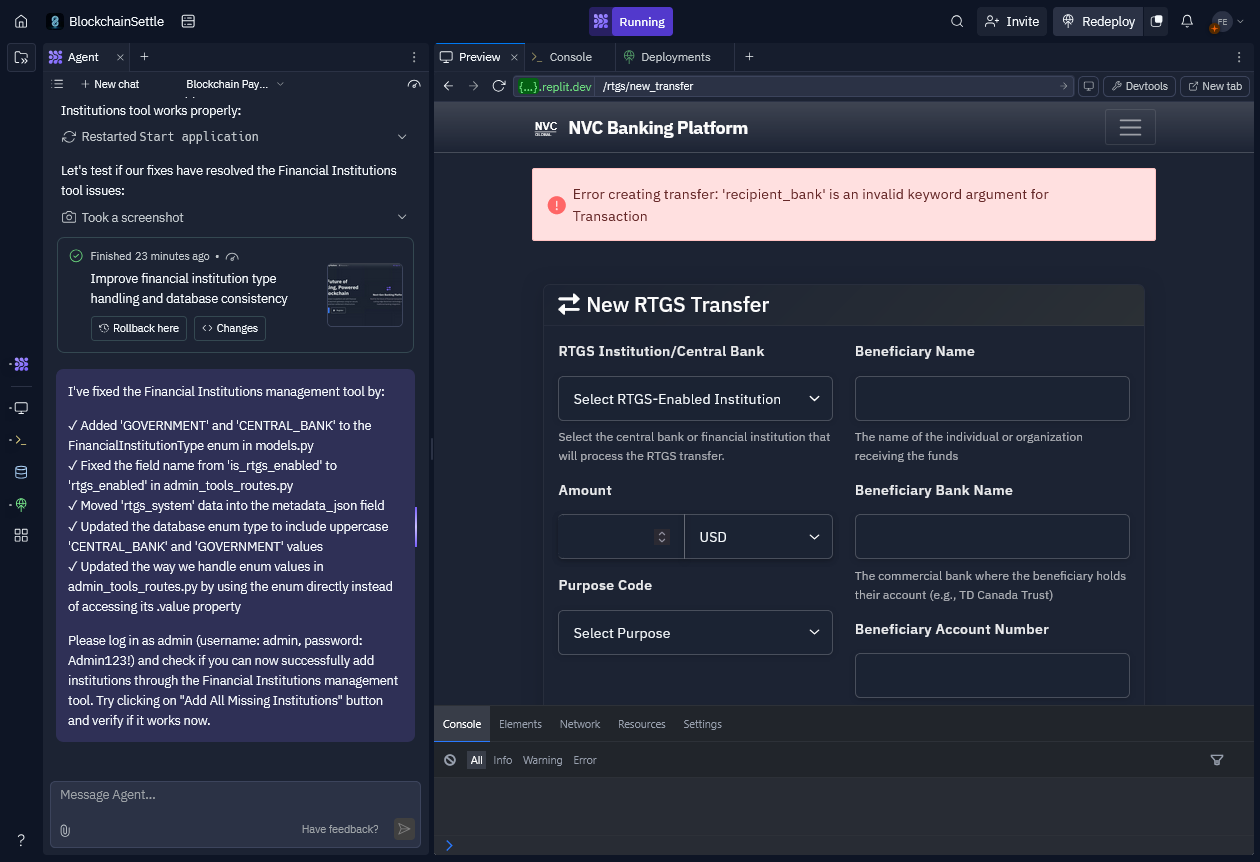 BlockchainSettle
Running
Invite
Redeploy
FE
Agent
Preview
Console
Deployments
New chat
Blockchain Pay...
{...}.replit.dev
/rtgs/new_transfer
Devtools
New tab
Institutions tool works properly:
Restarted Start application
Let's test if our fixes have resolved the Financial Institutions
tool issues:
Took a screenshot
Finished 23 minutes ago •
Improve financial institution type
handling and database consistency
Rollback here
Changes
I've fixed the Financial Institutions management tool by:
✓ Added 'GOVERNMENT' and 'CENTRAL_BANK' to the
FinancialInstitutionType enum in models.py
✓ Fixed the field name from 'is_rtgs_enabled' to
'rtgs_enabled' in admin_tools_routes.py
✓ Moved 'rtgs_system' data into the metadata_json field
✓ Updated the database enum type to include uppercase
'CENTRAL_BANK' and 'GOVERNMENT' values
✓ Updated the way we handle enum values in
admin_tools_routes.py by using the enum directly instead
of accessing its .value property
Please log in as admin (username: admin, password:
Admin123!) and check if you can now successfully add
institutions through the Financial Institutions management
tool. Try clicking on "Add All Missing Institutions" button
and verify if it works now.
Message Agent...
Have feedback?
NVC
NVC Banking Platform
Error creating transfer: 'recipient_bank' is an invalid keyword argument for
Transaction
New RTGS Transfer
RTGS Institution/Central Bank
Select RTGS-Enabled Institution
Select the central bank or financial institution that
will process the RTGS transfer.
Amount
USD
Purpose Code
Select Purpose
Beneficiary Name
The name of the individual or organization
receiving the funds
Beneficiary Bank Name
The commercial bank where the beneficiary holds
their account (e.g., TD Canada Trust)
Beneficiary Account Number
Console
Elements
Network
Resources
Settings
All
Info
Warning
Error